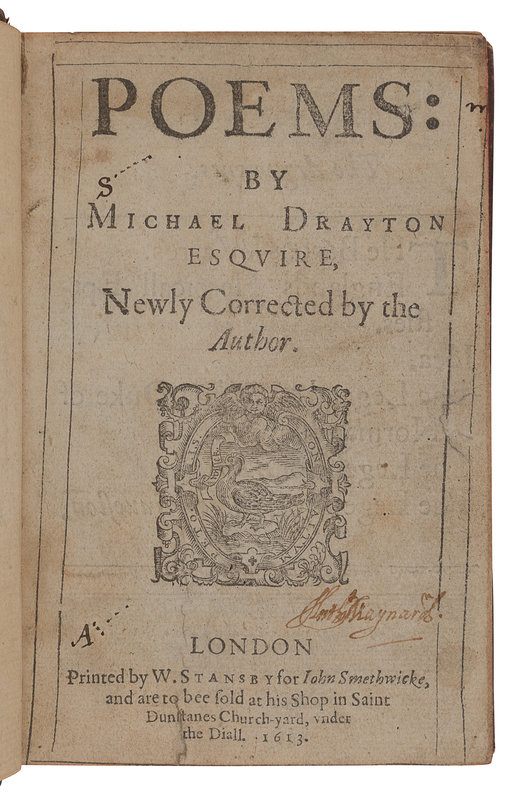 POEMS:
BY
MICHAEL DRAYTON
ESQVIRE,
Newly Corrected by the
Author.
LONDON
Printed by W. STANSBY for Iohn Smethwicke,
and are to bee ſold at his Shop in Saint
Dunſtanes Church-yard, vnder
the Diall. 1613.
S
A
Maynard